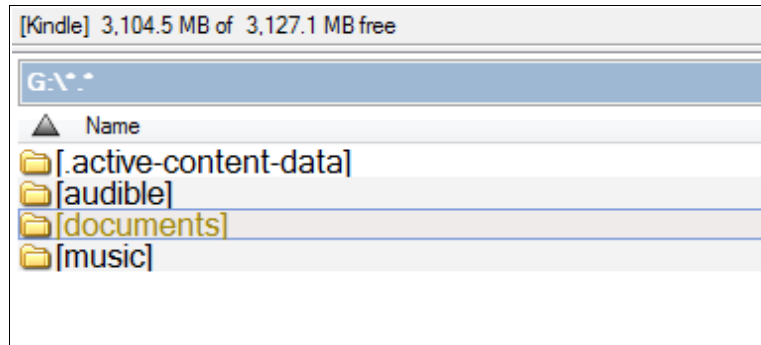 [Kindle] 3,104.5 MB of 3,127.1 MB free
G:\*.*
Name
[.active-content-data]
[audible]
[documents]
[music]